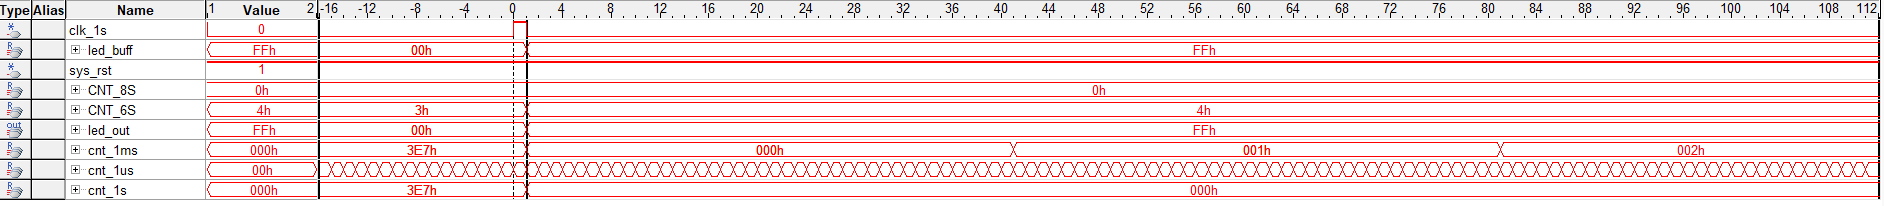 Type Alias Name 1 Value 2 -16 -12 -8 -4 0 4 8 12 16 20 24 28 32 36 40 44 48 52 56 60 64 68 72 76 80 84 88 92 96 100 104 108 112
* clk_1s 0
R led_buff FFh 00h FFh
* sys_rst 1
R CNT_8S 0h 0h
R CNT_6S 4h 3h 4h
out led_out FFh 00h FFh
R cnt_1ms 000h 3E7h 000h 001h 002h
R cnt_1us 00h
R cnt_1s 000h 3E7h 000h